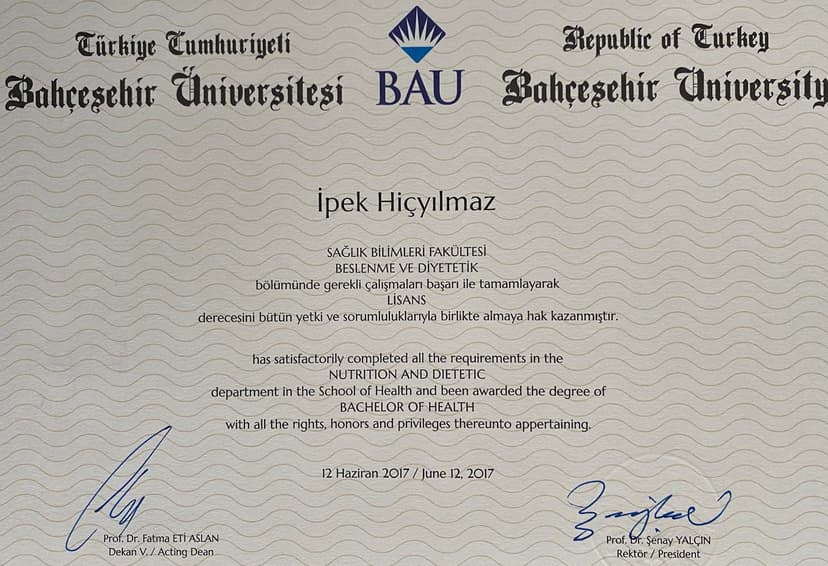 Türkiye Cumhuriyeti
Bahçeşehir Üniversitesi
BAU
Republic of Turkey
Bahçeşehir University
İpek Hiçyılmaz
SAĞLIK BİLİMLERİ FAKÜLTESİ
BESLENME VE DİYETETİK
bölümünde gerekli çalışmaları başarı ile tamamlayarak
LİSANS
derecesini bütün yetki ve sorumluluklarıyla birlikte almaya hak kazanmıştır.
has satisfactorily completed all the requirements in the
NUTRITION AND DIETETIC
department in the School of Health and been awarded the degree of
BACHELOR OF HEALTH
with all the rights, honors and privileges thereunto appertaining.
12 Haziran 2017 / June 12, 2017
Prof. Dr. Fatma ETİ ASLAN
Dekan V. / Acting Dean
Prof. Dr. Şenay YALÇIN
Rektör / President